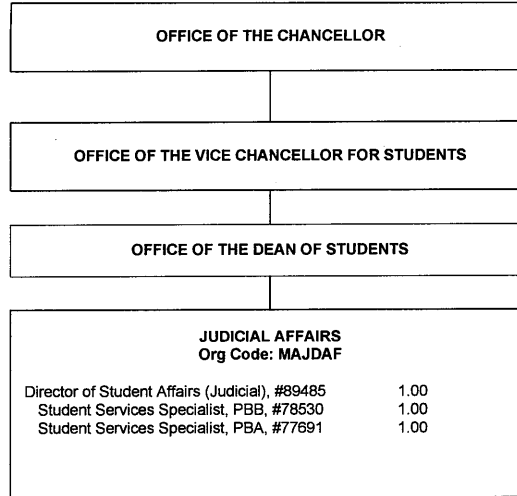 OFFICE OF THE CHANCELLOR
OFFICE OF THE VICE CHANCELLOR FOR STUDENTS
OFFICE OF THE DEAN OF STUDENTS
JUDICIAL AFFAIRS
Org Code: MAJDAF
Director of Student Affairs (Judicial), #89485 1.00
Student Services Specialist, PBB, #78530 1.00
Student Services Specialist, PBA, #77691 1.00